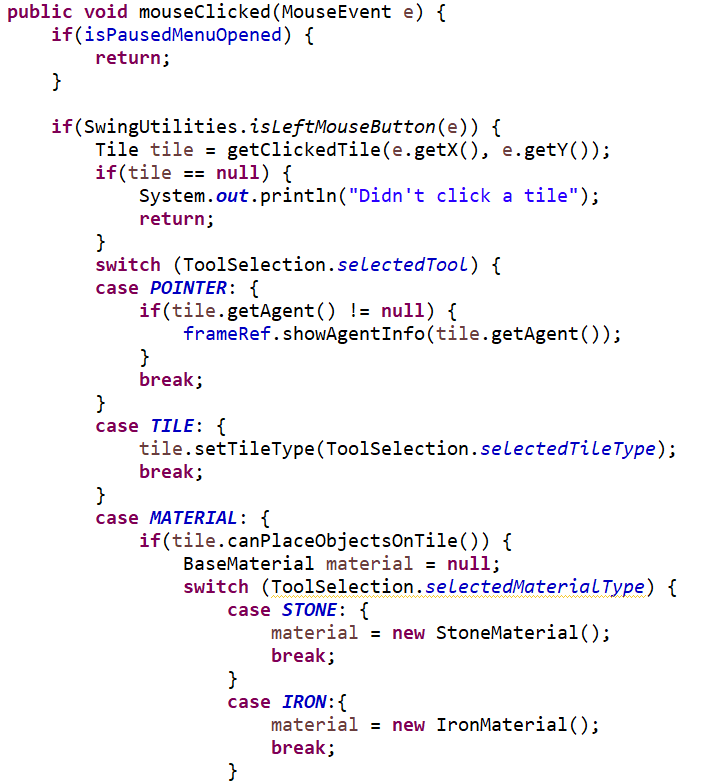 public void mouseClicked(MouseEvent e) {
    if(isPausedMenuOpened) {
        return;
    }

    if(SwingUtilities.isLeftMouseButton(e)) {
        Tile tile = getClickedTile(e.getX(), e.getY());
        if(tile == null) {
            System.out.println("Didn't click a tile");
            return;
        }
        switch (ToolSelection.selectedTool) {
        case POINTER: {
            if(tile.getAgent() != null) {
                frameRef.showAgentInfo(tile.getAgent());
            }
            break;
        }
        case TILE: {
            tile.setTileType(ToolSelection.selectedTileType);
            break;
        }
        case MATERIAL: {
            if(tile.canPlaceObjectsOnTile()) {
                BaseMaterial material = null;
                switch (ToolSelection.selectedMaterialType) {
                    case STONE: {
                        material = new StoneMaterial();
                        break;
                    }
                    case IRON:{
                        material = new IronMaterial();
                        break;
                    }